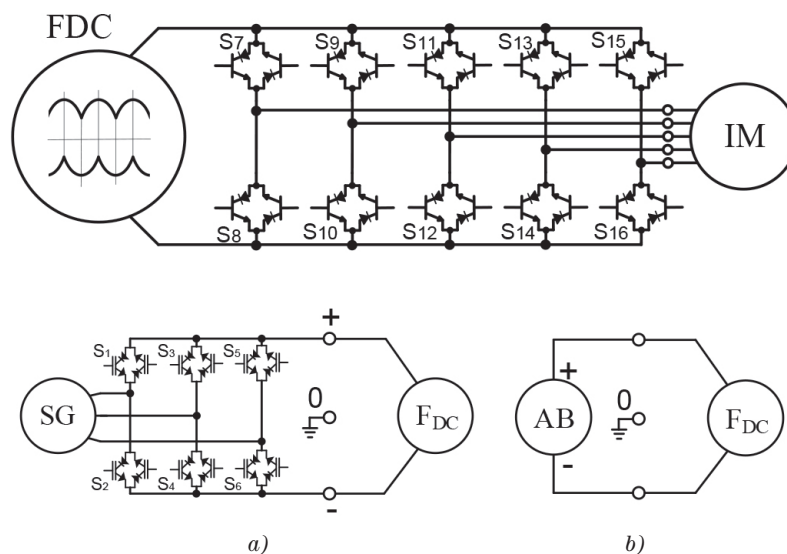 FDC
S7 S9 S11 S13 S15
IM
S8 S10 S12 S14 S16
+ 
S1 S3 S5
+
SG
0
FDC
AB
0
FDC
S2 S4 S6
-
-
a) b)